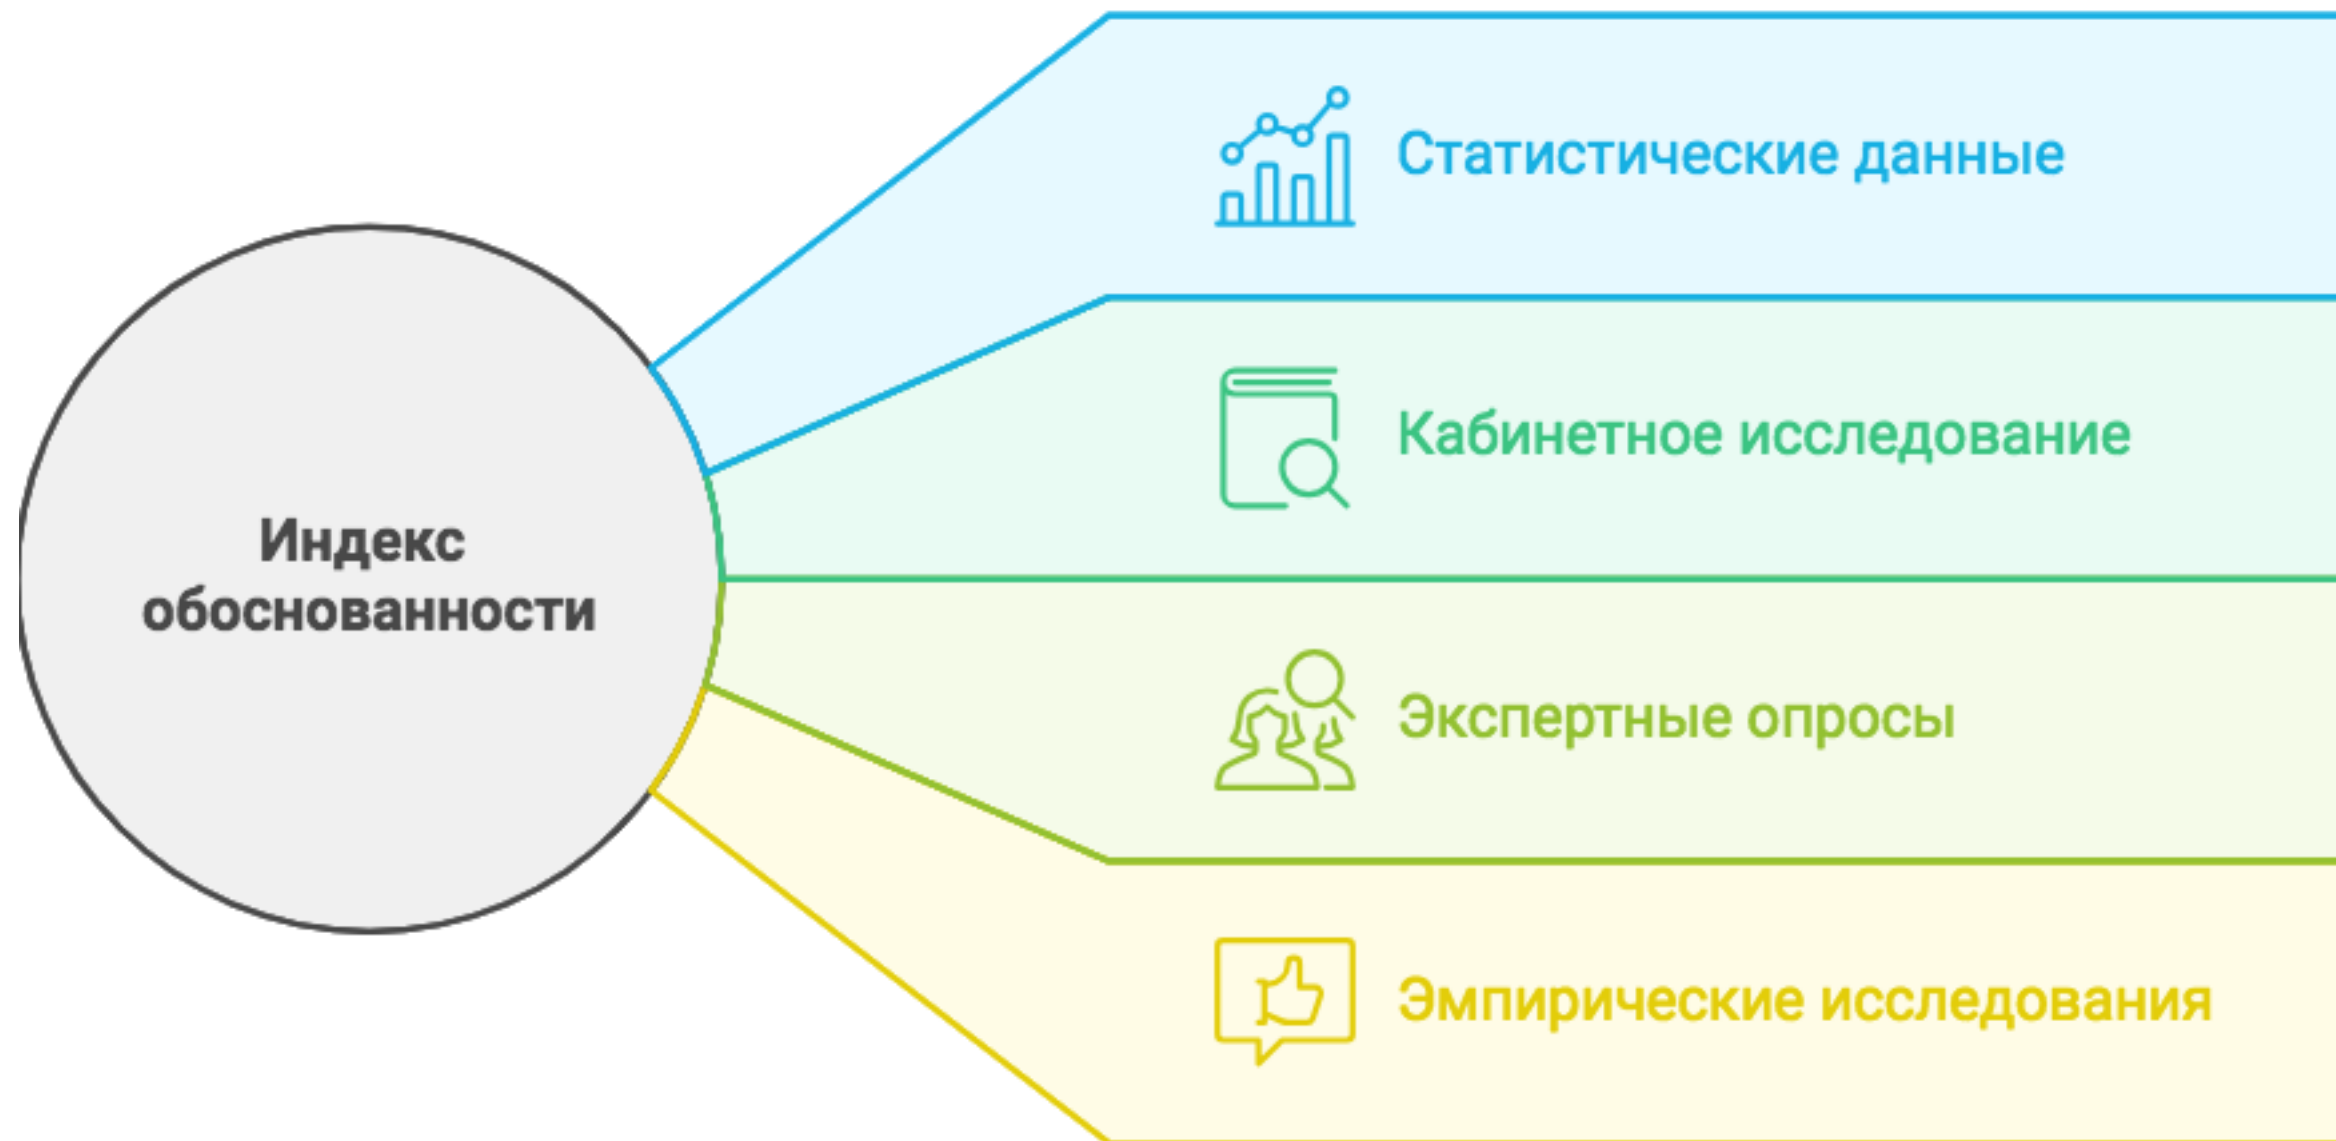 Индекс
обоснованности
Статистические данные
Кабинетное исследование
Экспертные опросы
Эмпирические исследования